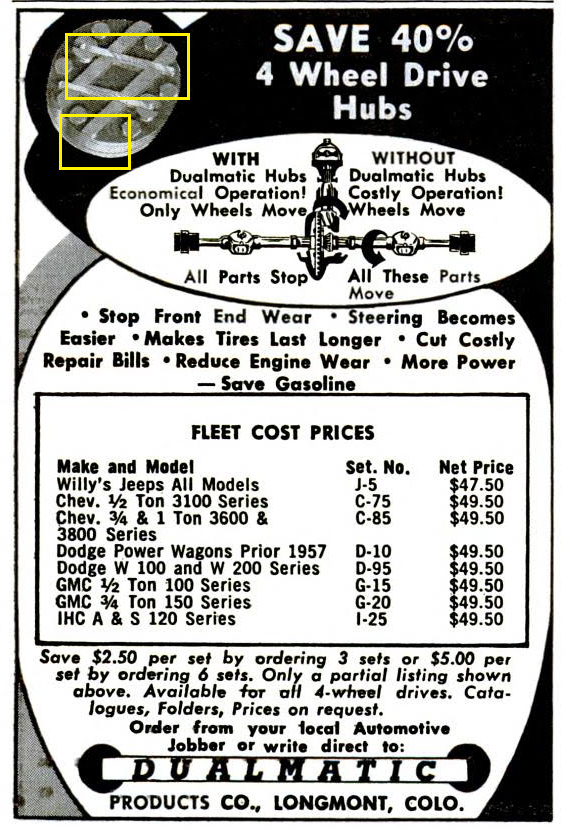 SAVE 40%
4 Wheel Drive
Hubs
WITH
Dualmatic Hubs
Economical Operation!
Only Wheels Move
WITHOUT
Dualmatic Hubs
Costly Operation!
Wheels Move
All Parts Stop
All These Parts
Move
• Stop Front End Wear • Steering Becomes
Easier • Makes Tires Last Longer • Cut Costly
Repair Bills • Reduce Engine Wear • More Power
— Save Gasoline
FLEET COST PRICES
Make and Model Set. No. Net Price
Willy's Jeeps All Models J-5 $47.50
Chev. ½ Ton 3100 Series C-75 $49.50
Chev. ¾ & 1 Ton 3600 & C-85 $49.50
3800 Series
Dodge Power Wagons Prior 1957 D-10 $49.50
Dodge W 100 and W 200 Series D-95 $49.50
GMC ½ Ton 100 Series G-15 $49.50
GMC ¾ Ton 150 Series G-20 $49.50
IHC A & S 120 Series I-25 $49.50
Save $2.50 per set by ordering 3 sets or $5.00 per
set by ordering 6 sets. Only a partial listing shown
above. Available for all 4-wheel drives. Cata-
logues, Folders, Prices on request.
Order from your local Automotive
Jobber or write direct to:
DUALMATIC
PRODUCTS CO., LONGMONT, COLO.